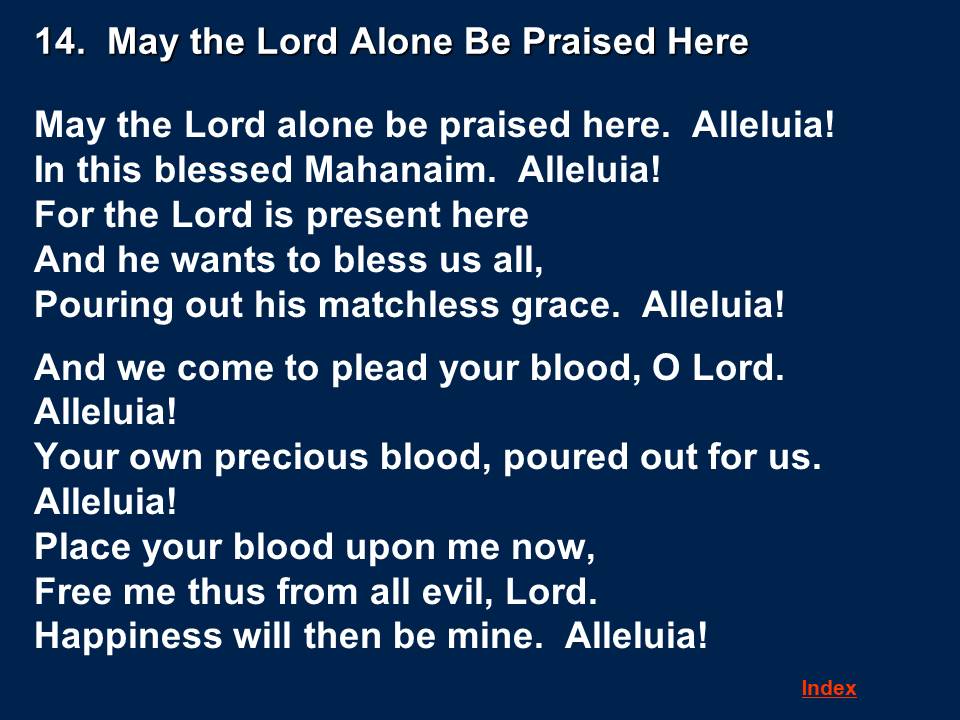 14. May the Lord Alone Be Praised Here
May the Lord alone be praised here. Alleluia!
In this blessed Mahanaim. Alleluia!
For the Lord is present here
And he wants to bless us all,
Pouring out his matchless grace. Alleluia!
And we come to plead your blood, O Lord.
Alleluia!
Your own precious blood, poured out for us.
Alleluia!
Place your blood upon me now,
Free me thus from all evil, Lord.
Happiness will then be mine. Alleluia!
Index